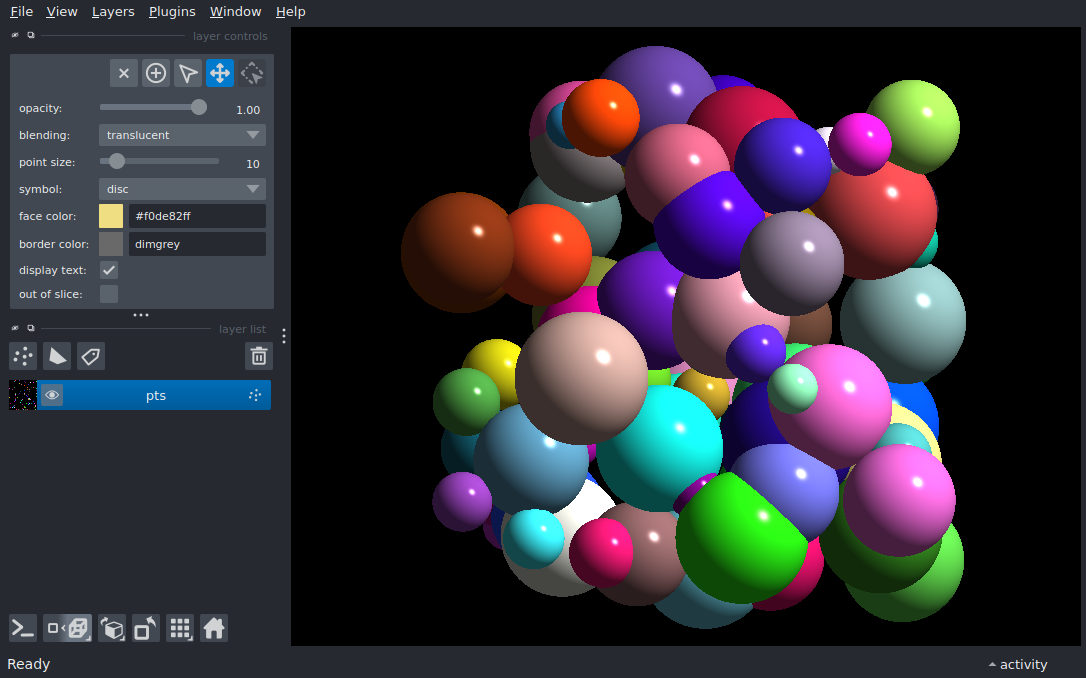 File View Layers Plugins Window Help
layer controls
opacity: 1.00
blending: translucent
point size: 10
symbol: disc
face color: #f0de82ff
border color: dimgrey
display text:
out of slice:
layer list
pts
Ready
activity